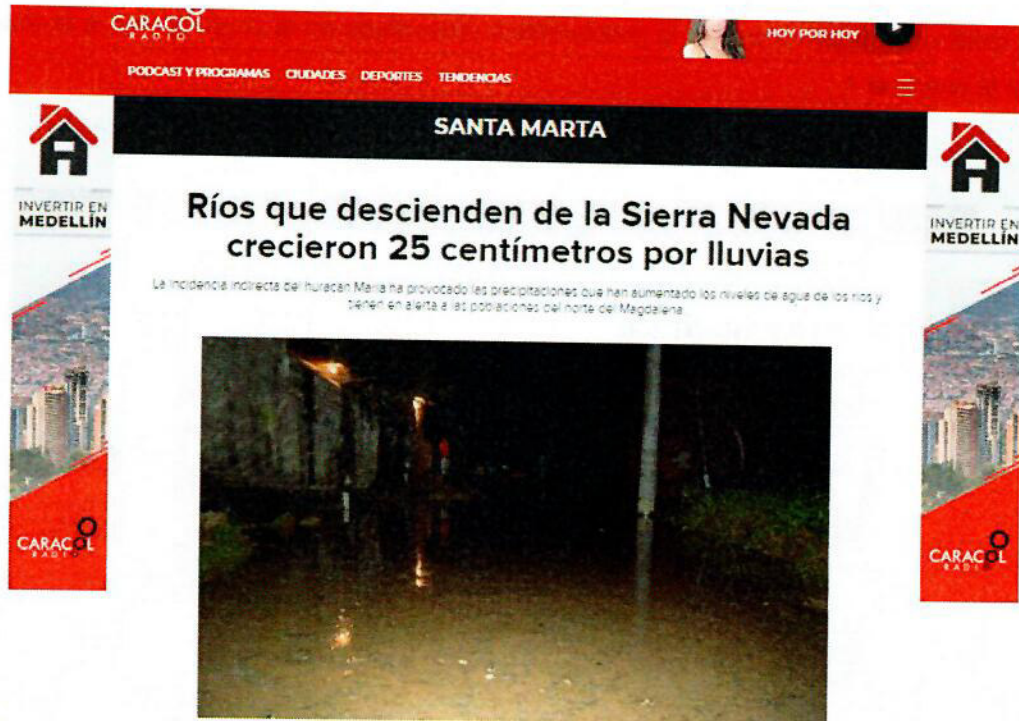 CARACOL
RADIO
HOY POR HOY
PODCAST Y PROGRAMAS CIUDADES DEPORTES TENDENCIAS
SANTA MARTA
INVERTIR EN
MEDELLÍN
Ríos que descienden de la Sierra Nevada
crecieron 25 centímetros por lluvias
La incidencia indirecta del huracán María ha provocado las precipitaciones que han aumentado los niveles de agua de los ríos y
tienen en alerta a las poblaciones del norte del Magdalena
INVERTIR EN
MEDELLÍN
CARACOL
RADIO
CARACOL
RADIO